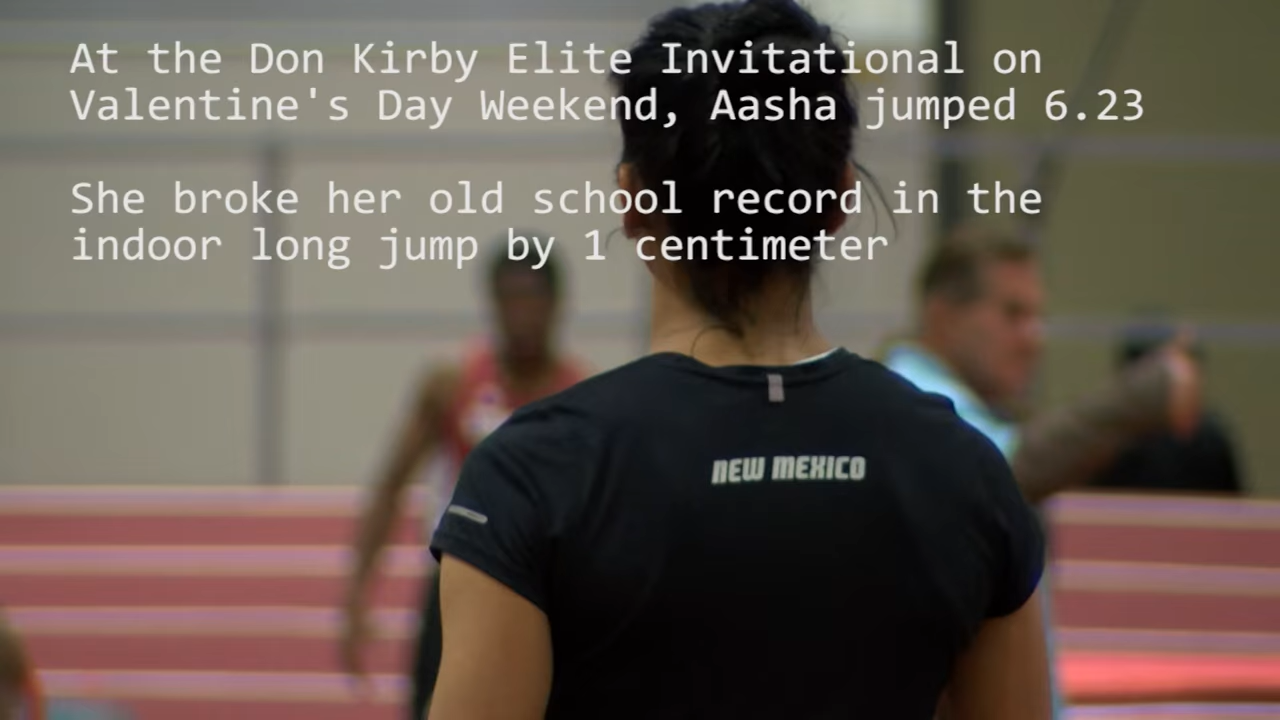 At the Don Kirby Elite Invitational on
Valentine's Day Weekend, Aasha jumped 6.23
She broke her old school record in the
indoor long jump by 1 centimeter
NEW MEXICO